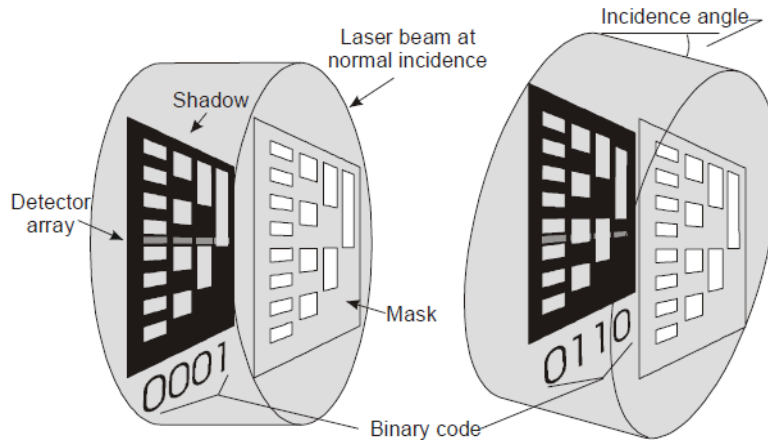 Incidence angle
Laser beam at
normal incidence
Shadow
Detector
array
Mask
0001
0110
Binary code